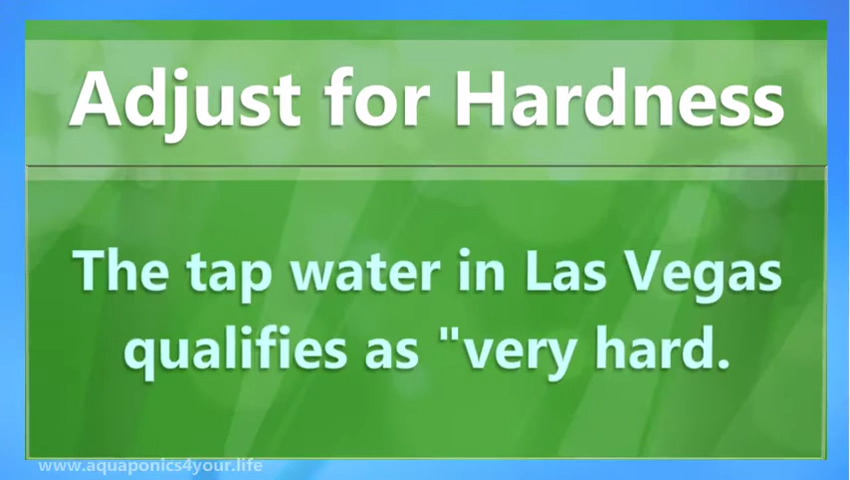 Adjust for Hardness
The tap water in Las Vegas
qualifies as "very hard.
www.aquaponics4your.life